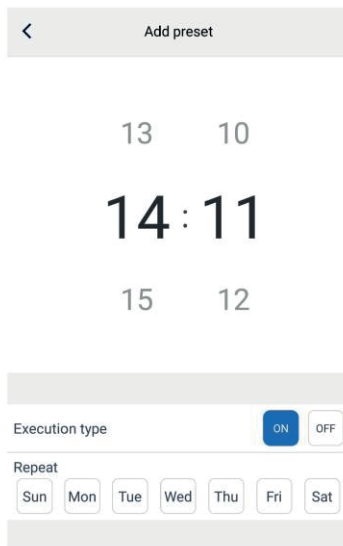 Add preset
13 10
14 : 11
15 12
Execution type ON OFF
Repeat
Sun Mon Tue Wed Thu Fri Sat